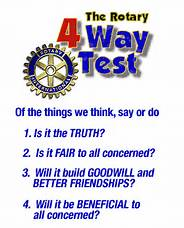 The Rotary
4 Way
Test
ROTARY
INTERNATIONAL
Of the things we think, say or do
1. Is it the TRUTH?
2. Is it FAIR to all concerned?
3. Will it build GOODWILL and
BETTER FRIENDSHIPS?
4. Will it be BENEFICIAL to
all concerned?